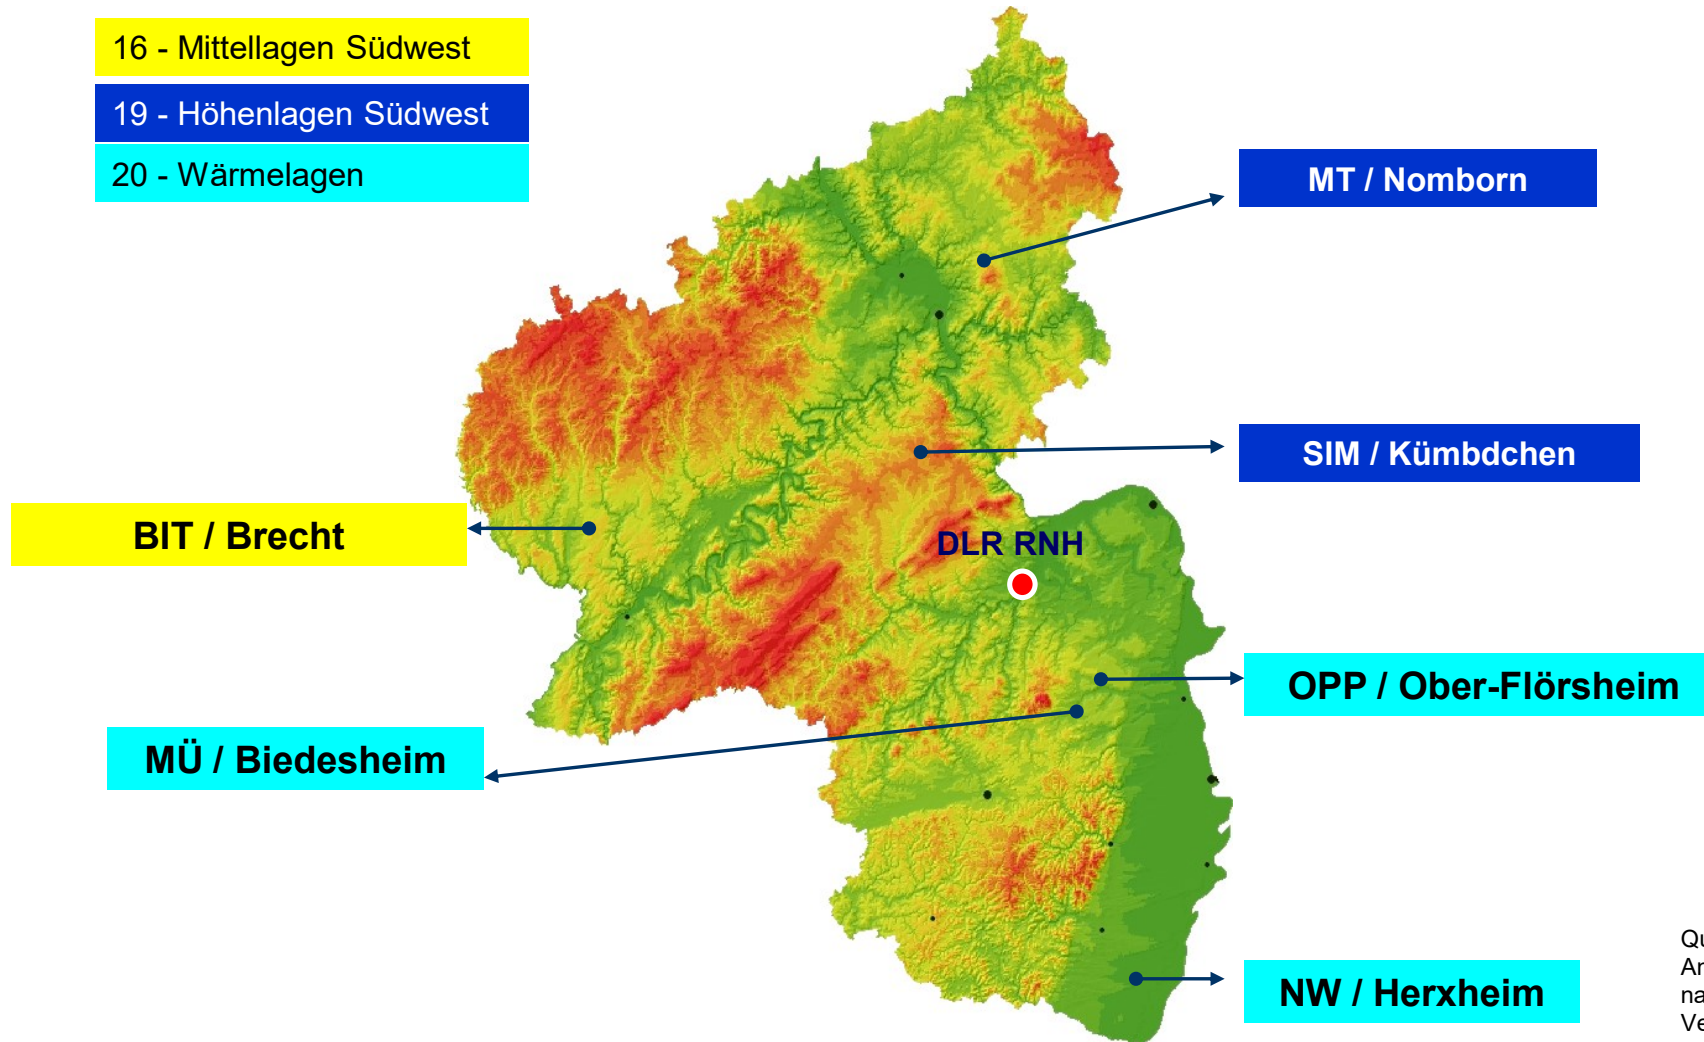 16 - Mittellagen Südwest
19 - Höhenlagen Südwest
20 - Wärmelagen
MT / Nomborn
SIM / Kümbdchen
BIT / Brecht
DLR RNH
OPP / Ober-Flörsheim
MÜ / Biedesheim
NW / Herxheim